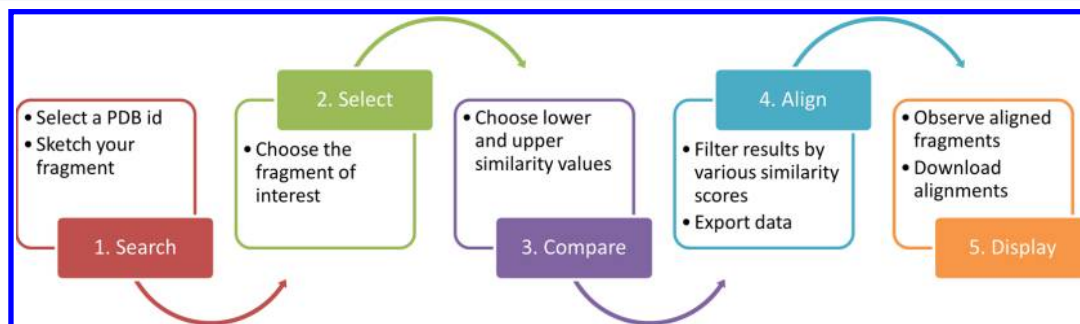 • Select a PDB id
• Sketch your
fragment
1. Search
2. Select
• Choose the
fragment of
interest
• Choose lower
and upper
similarity values
3. Compare
4. Align
• Filter results by
various similarity
scores
• Export data
• Observe aligned
fragments
• Download
alignments
5. Display